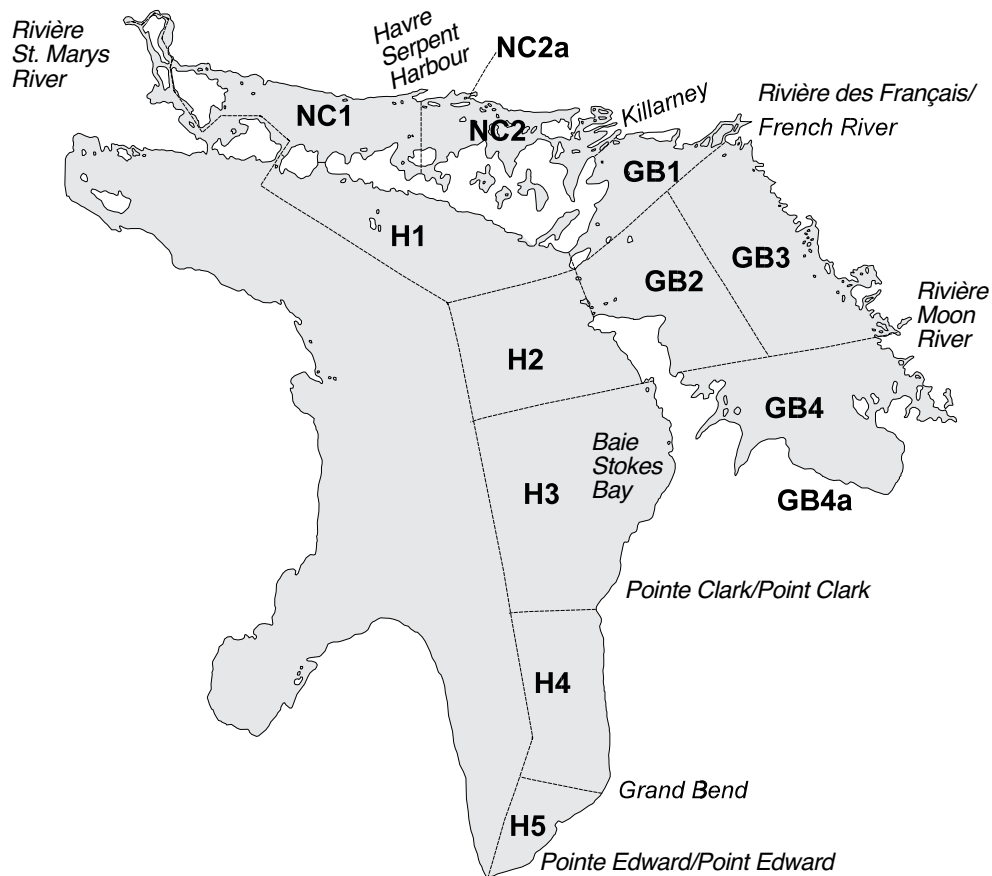 Rivière
St. Marys
River
Havre
Serpent
Harbour
NC2a
Killarney
Rivière des Français/
French River
NC1
NC2
GB1
H1
GB2
GB3
Rivière
Moon
River
H2
GB4
Baie
Stokes
Bay
H3
GB4a
Pointe Clark/Point Clark
H4
Grand Bend
H5
Pointe Edward/Point Edward